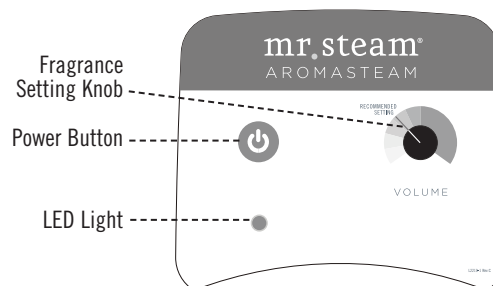 mr.steam®
AROMASTEAM
Fragrance
Setting Knob
RECOMMENDED
SETTING
Power Button
VOLUME
LED Light